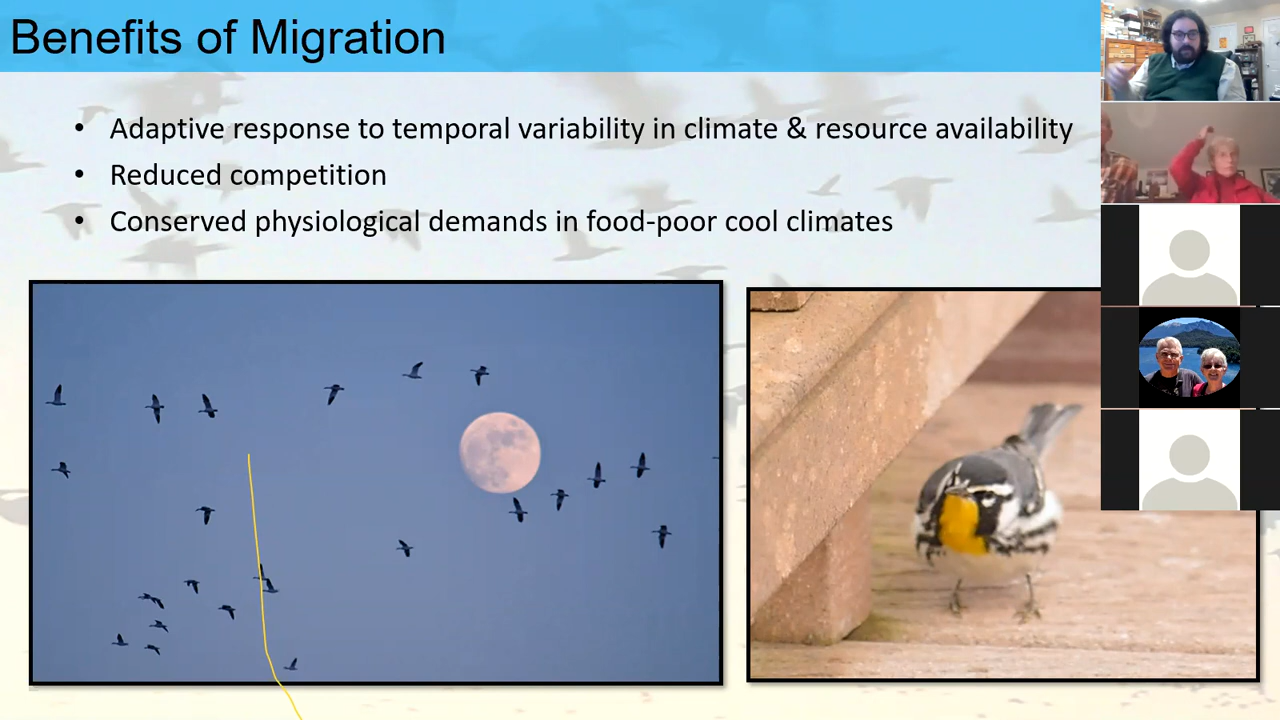 Benefits of Migration
• Adaptive response to temporal variability in climate & resource availability
• Reduced competition
• Conserved physiological demands in food-poor cool climates